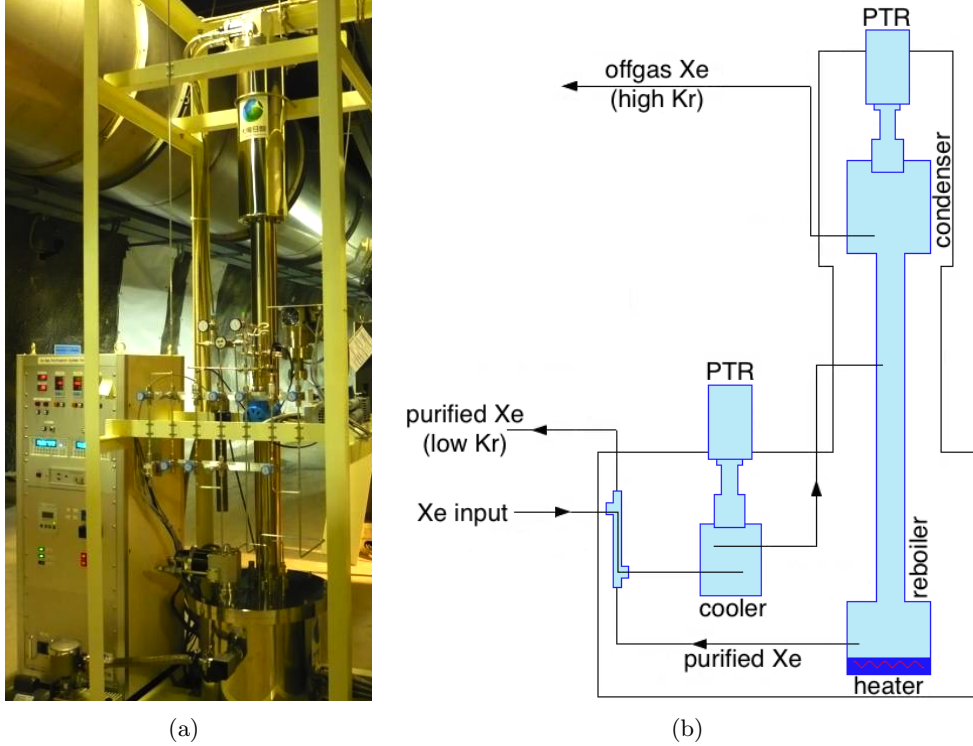 PTR
offgas Xe
(high Kr)
condenser
PTR
purified Xe
(low Kr)
Xe input
reboiler
cooler
purified Xe
heater
(a)
(b)